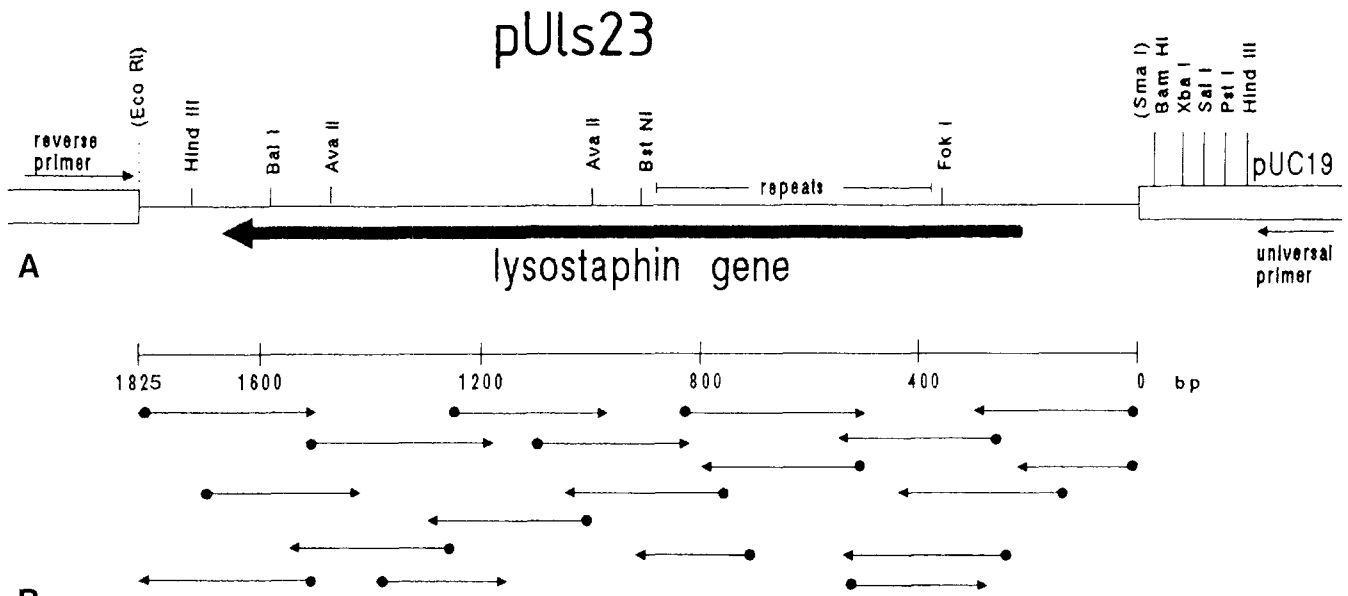 pUls23
(Eco RI)
(Sma I)
Bam HI
Xba I
Sal I
Pst I
Hind III
reverse
primer
Hind III
Bal I
Ava II
Ava II
Bst NI
Fok I
repeats
pUC19
A
lysostaphin gene
universal
primer
1825 1600 1200 800 400 0 bp